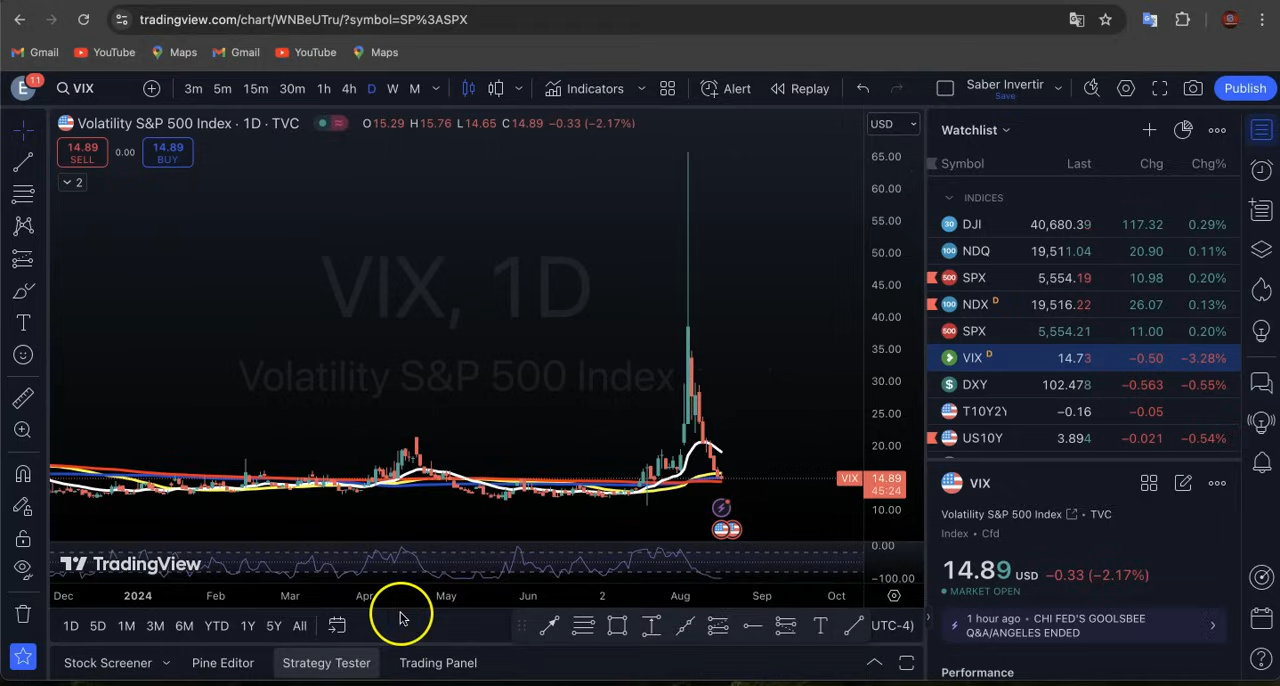 tradingview.com/chart/WNBeUTru/?symbol=SP%3ASPX
Gmail YouTube Maps Gmail YouTube Maps
E 11 VIX 3m 5m 15m 30m 1h 4h D W M Indicators Alert Replay Saber Invertir Save Publish
Volatility S&P 500 Index · 1D · TVC O15.29 H15.76 L14.65 C14.89 −0.33 (−2.17%)
USD
14.89 SELL 0.00 14.89 BUY
2
VIX, 1D
Volatility S&P 500 Index
65.00
60.00
55.00
50.00
45.00
40.00
35.00
30.00
25.00
20.00
VIX 14.89
45:24
10.00
0.00
−100.00
TradingView
Dec 2024 Feb Mar Apr May Jun 2 Aug Sep Oct
1D 5D 1M 3M 6M YTD 1Y 5Y All UTC-4)
Stock Screener Pine Editor Strategy Tester Trading Panel
Watchlist
Symbol Last Chg Chg%
INDICES
30 DJI 40,680.39 117.32 0.29%
100 NDQ 19,511.04 20.90 0.11%
500 SPX 5,554.19 10.98 0.20%
100 NDX D 19,516.22 26.07 0.13%
500 SPX 5,554.21 11.00 0.20%
VIX D 14.73 −0.50 −3.28%
$ DXY 102.478 −0.563 −0.55%
T10Y2Y −0.16 −0.05
US10Y 3.894 −0.021 −0.54%
VIX
Volatility S&P 500 Index · TVC
Index · Cfd
14.89 USD −0.33 (−2.17%)
MARKET OPEN
1 hour ago · CHI FED'S GOOLSBEE
Q&A/ANGELES ENDED
Performance